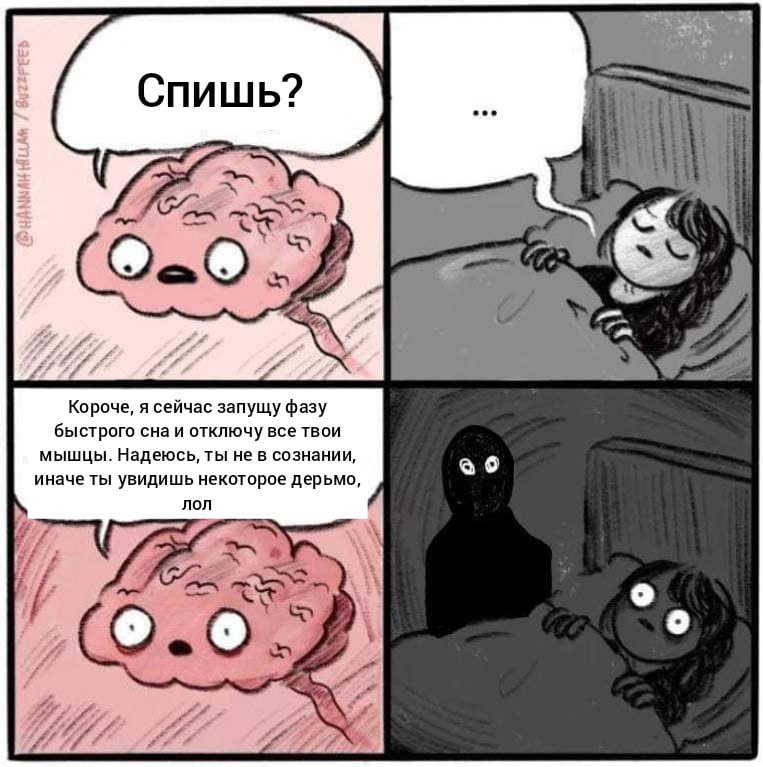 Спишь?
...
@HANNAHHILLAM / BUZZFEED
Короче, я сейчас запущу фазу
быстрого сна и отключу все твои
мышцы. Надеюсь, ты не в сознании,
иначе ты увидишь некоторое дерьмо,
лол